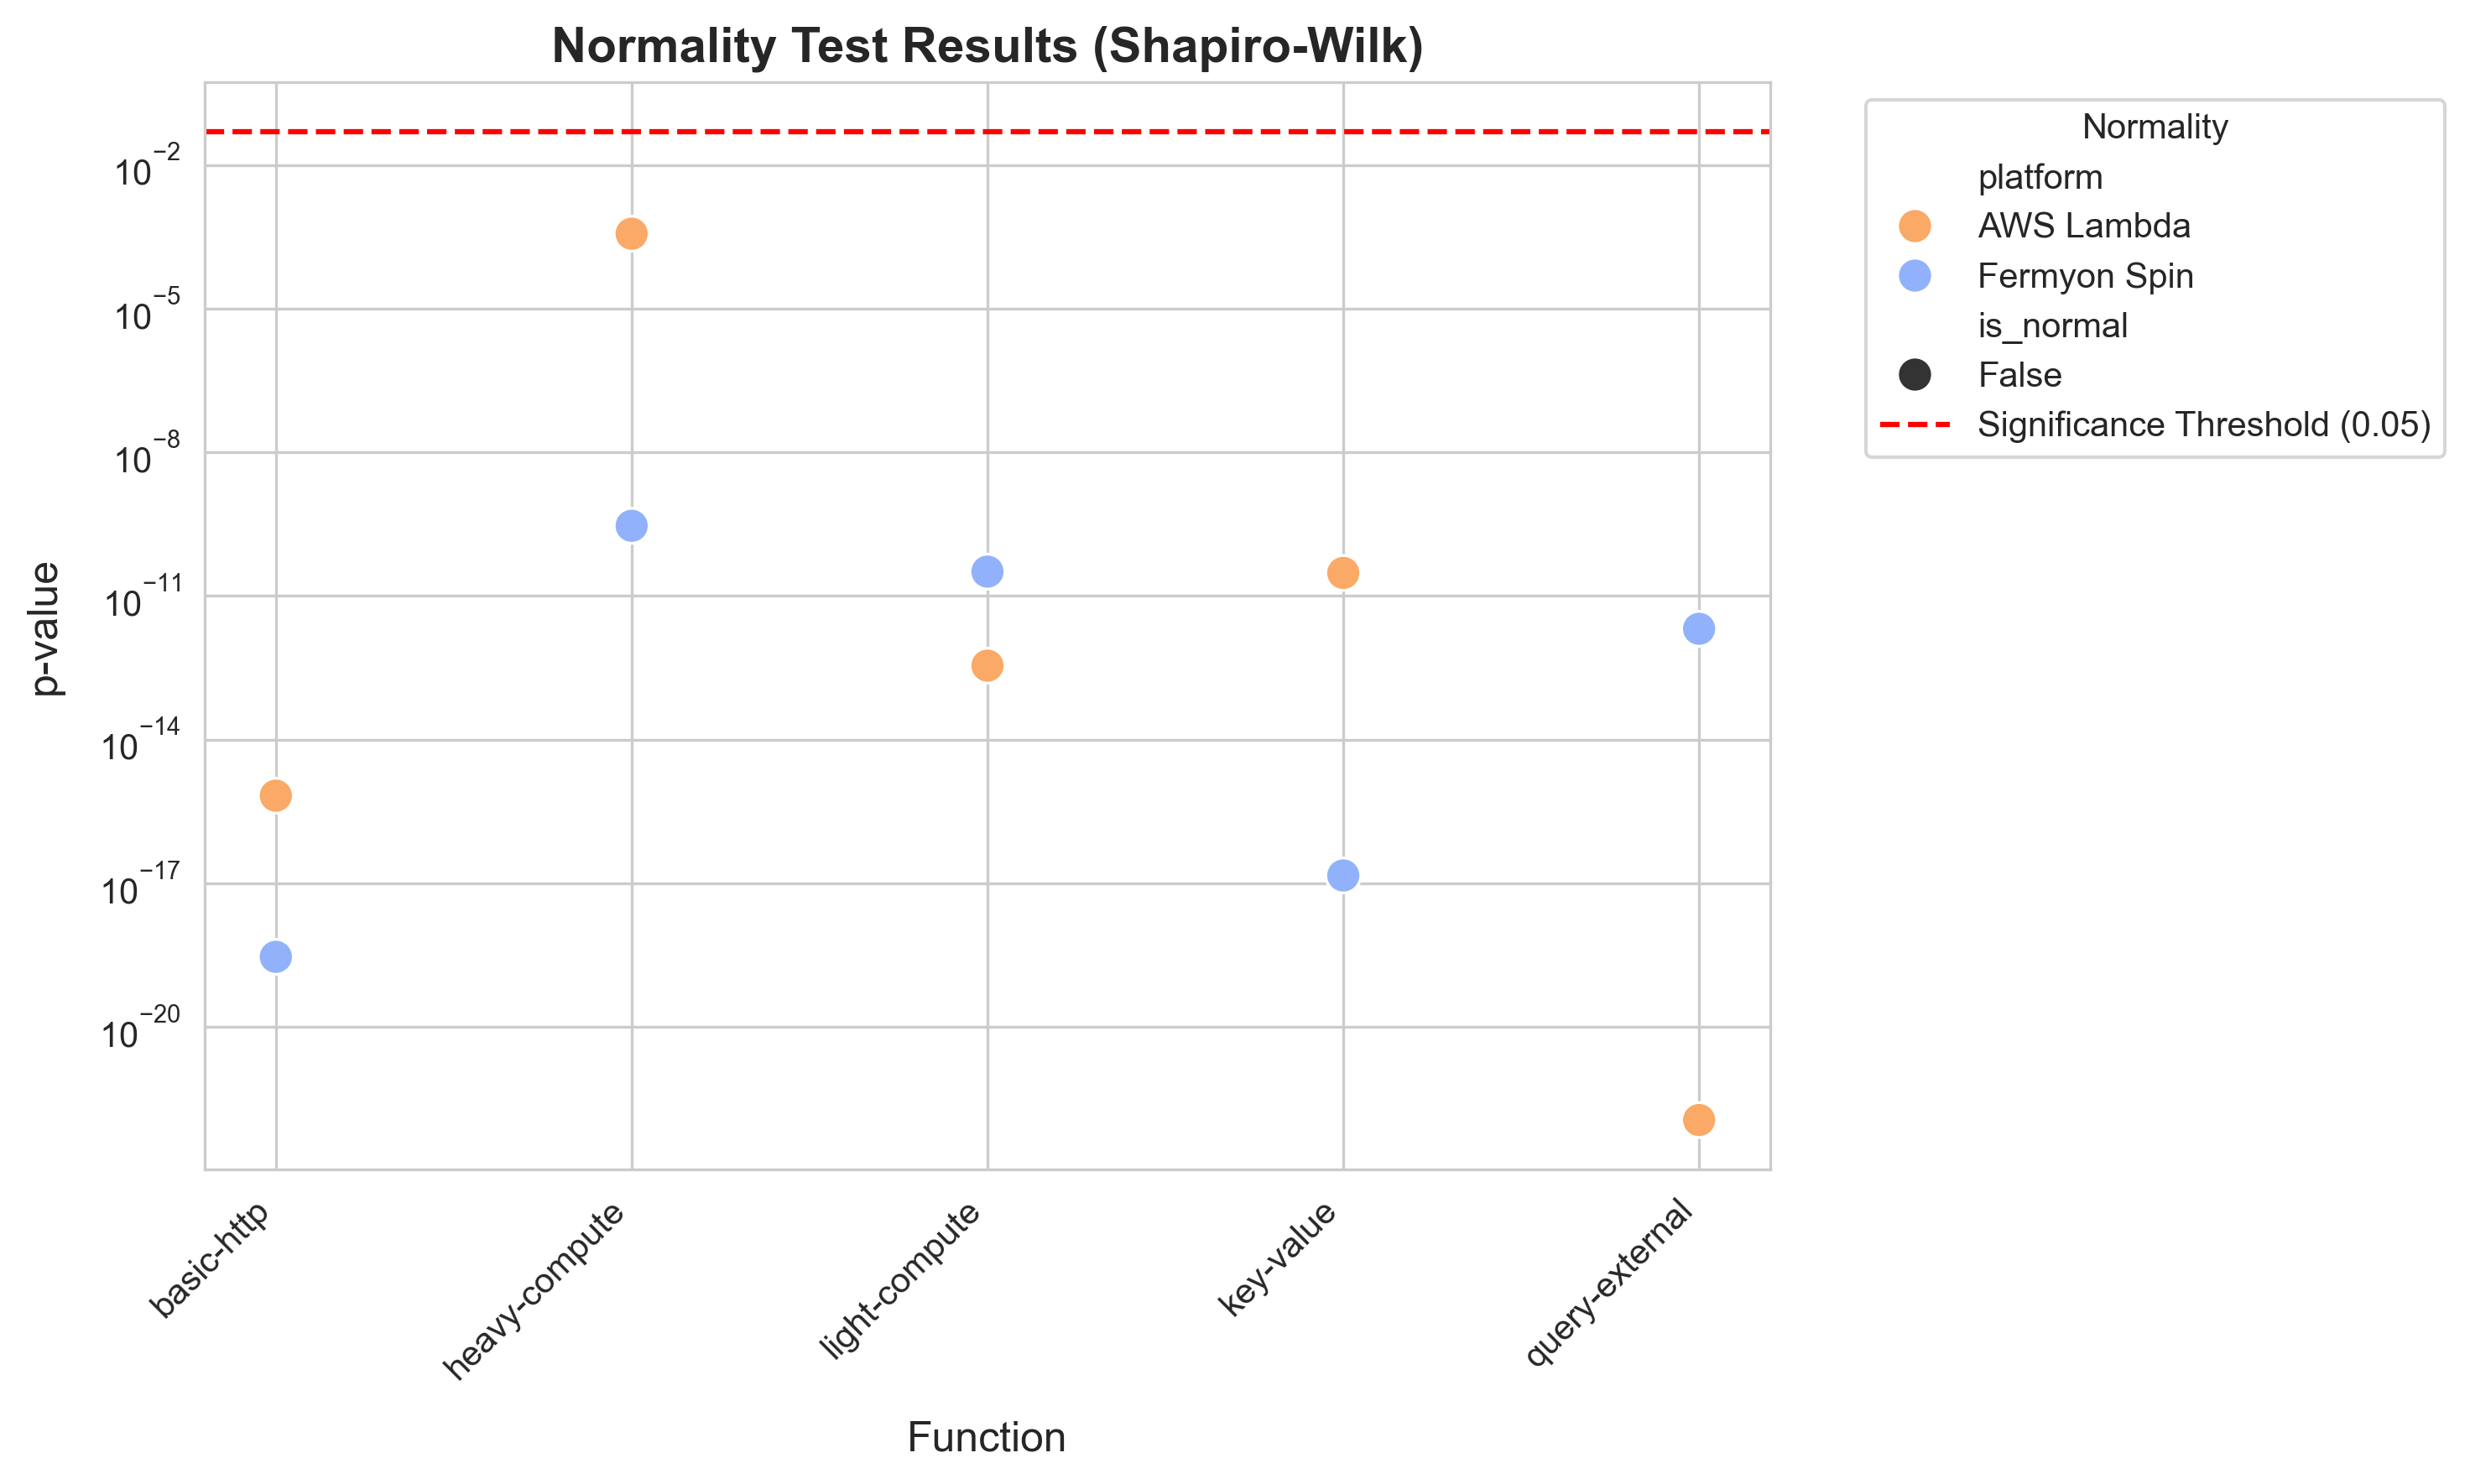 Normality Test Results (Shapiro-Wilk)
p-value
10⁻²
10⁻⁵
10⁻⁸
10⁻¹¹
10⁻¹⁴
10⁻¹⁷
10⁻²⁰
basic-http
heavy-compute
light-compute
key-value
query-external
Function
Normality
platform
AWS Lambda
Fermyon Spin
is_normal
False
Significance Threshold (0.05)